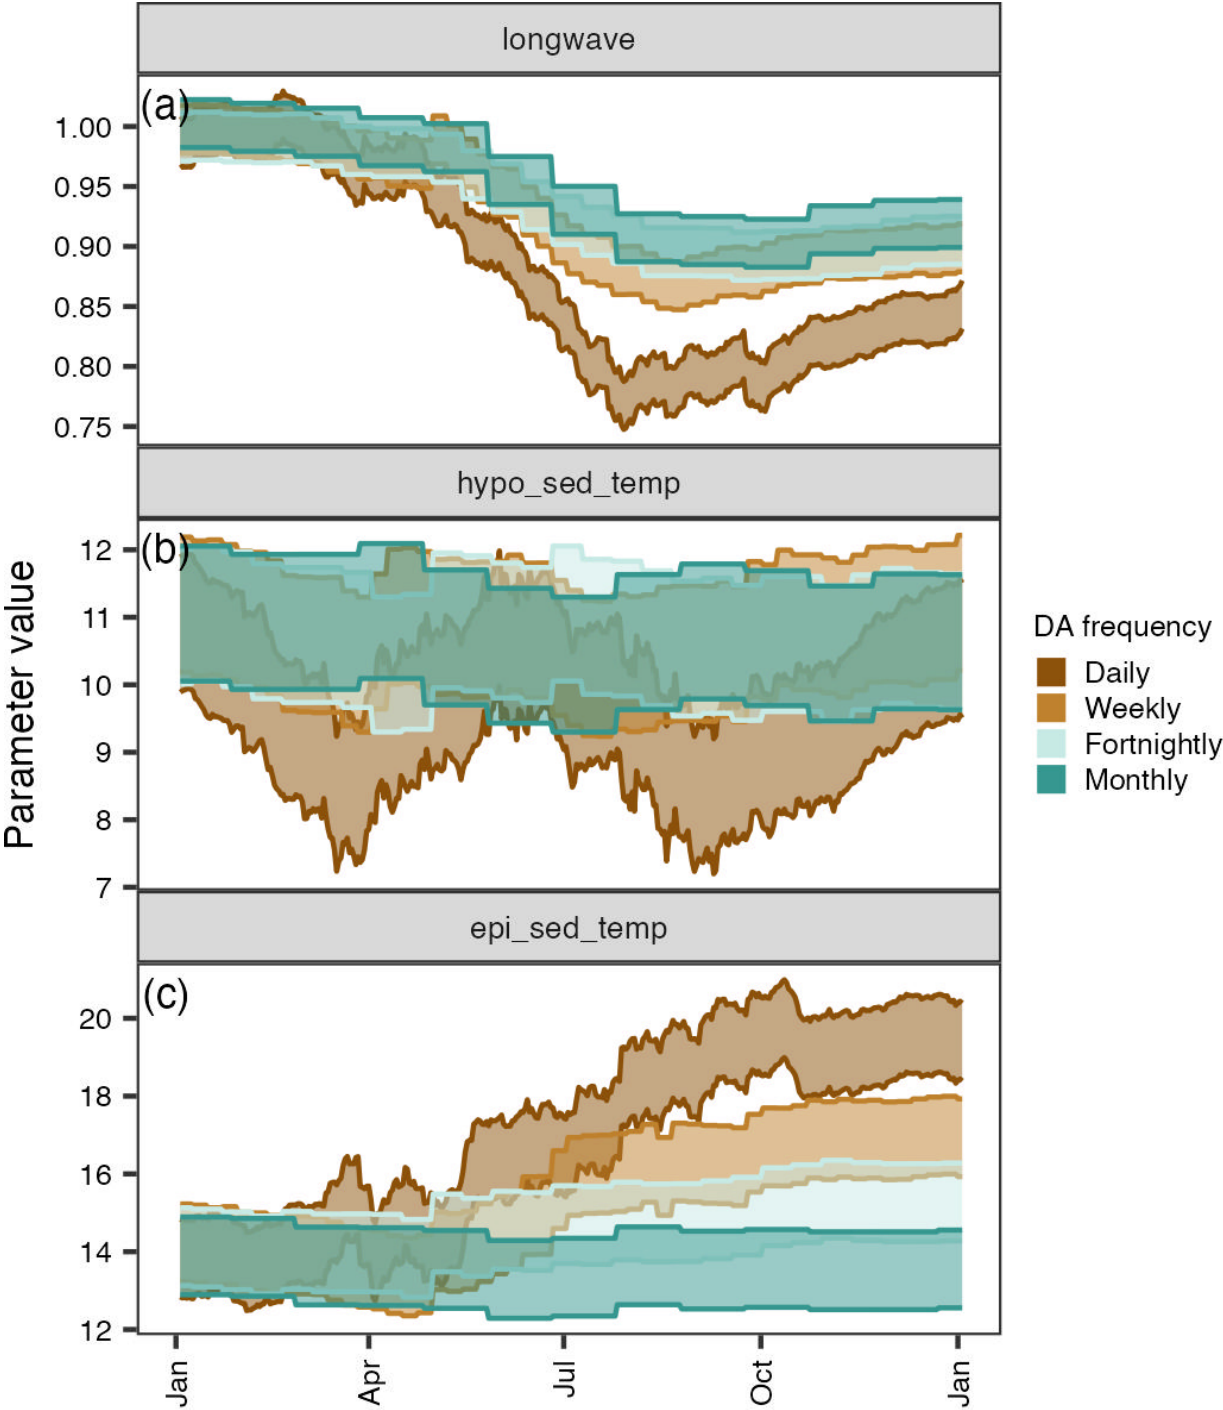 longwave
(a)
1.00
0.95
0.90
0.85
0.80
0.75
hypo_sed_temp
(b)
12
11
10
9
8
7
epi_sed_temp
(c)
20
18
16
14
12
Jan
Apr
Jul
Oct
Jan
Parameter value
DA frequency
Daily
Weekly
Fortnightly
Monthly